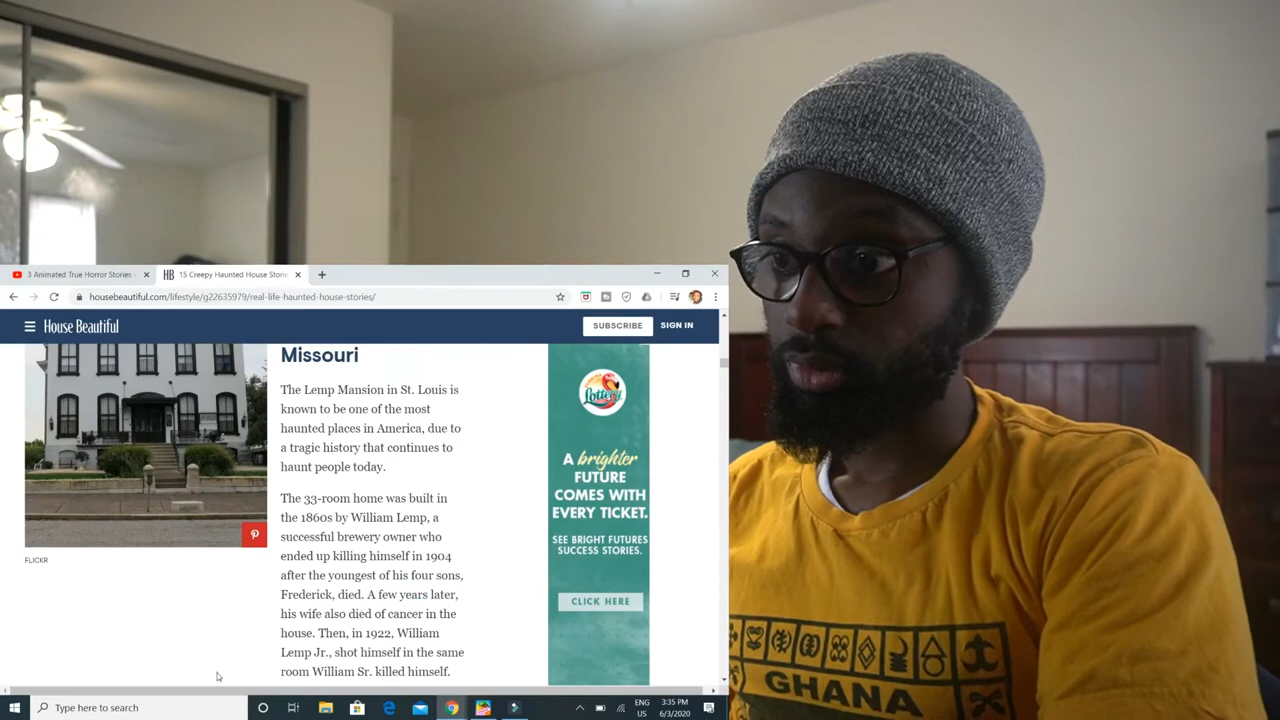 3 Animated True Horror Stories -
HB 15 Creepy Haunted House Storie
housebeautiful.com/lifestyle/g22635979/real-life-haunted-house-stories/
House Beautiful
SUBSCRIBE
SIGN IN
Missouri
The Lemp Mansion in St. Louis is
known to be one of the most
haunted places in America, due to
a tragic history that continues to
haunt people today.
The 33-room home was built in
the 1860s by William Lemp, a
successful brewery owner who
ended up killing himself in 1904
after the youngest of his four sons,
Frederick, died. A few years later,
his wife also died of cancer in the
house. Then, in 1922, William
Lemp Jr., shot himself in the same
room William Sr. killed himself.
FLICKR
Lottery
A brighter
FUTURE
COMES WITH
EVERY TICKET.
SEE BRIGHT FUTURES
SUCCESS STORIES.
CLICK HERE
GHANA
Type here to search
ENG
US
3:35 PM
6/3/2020